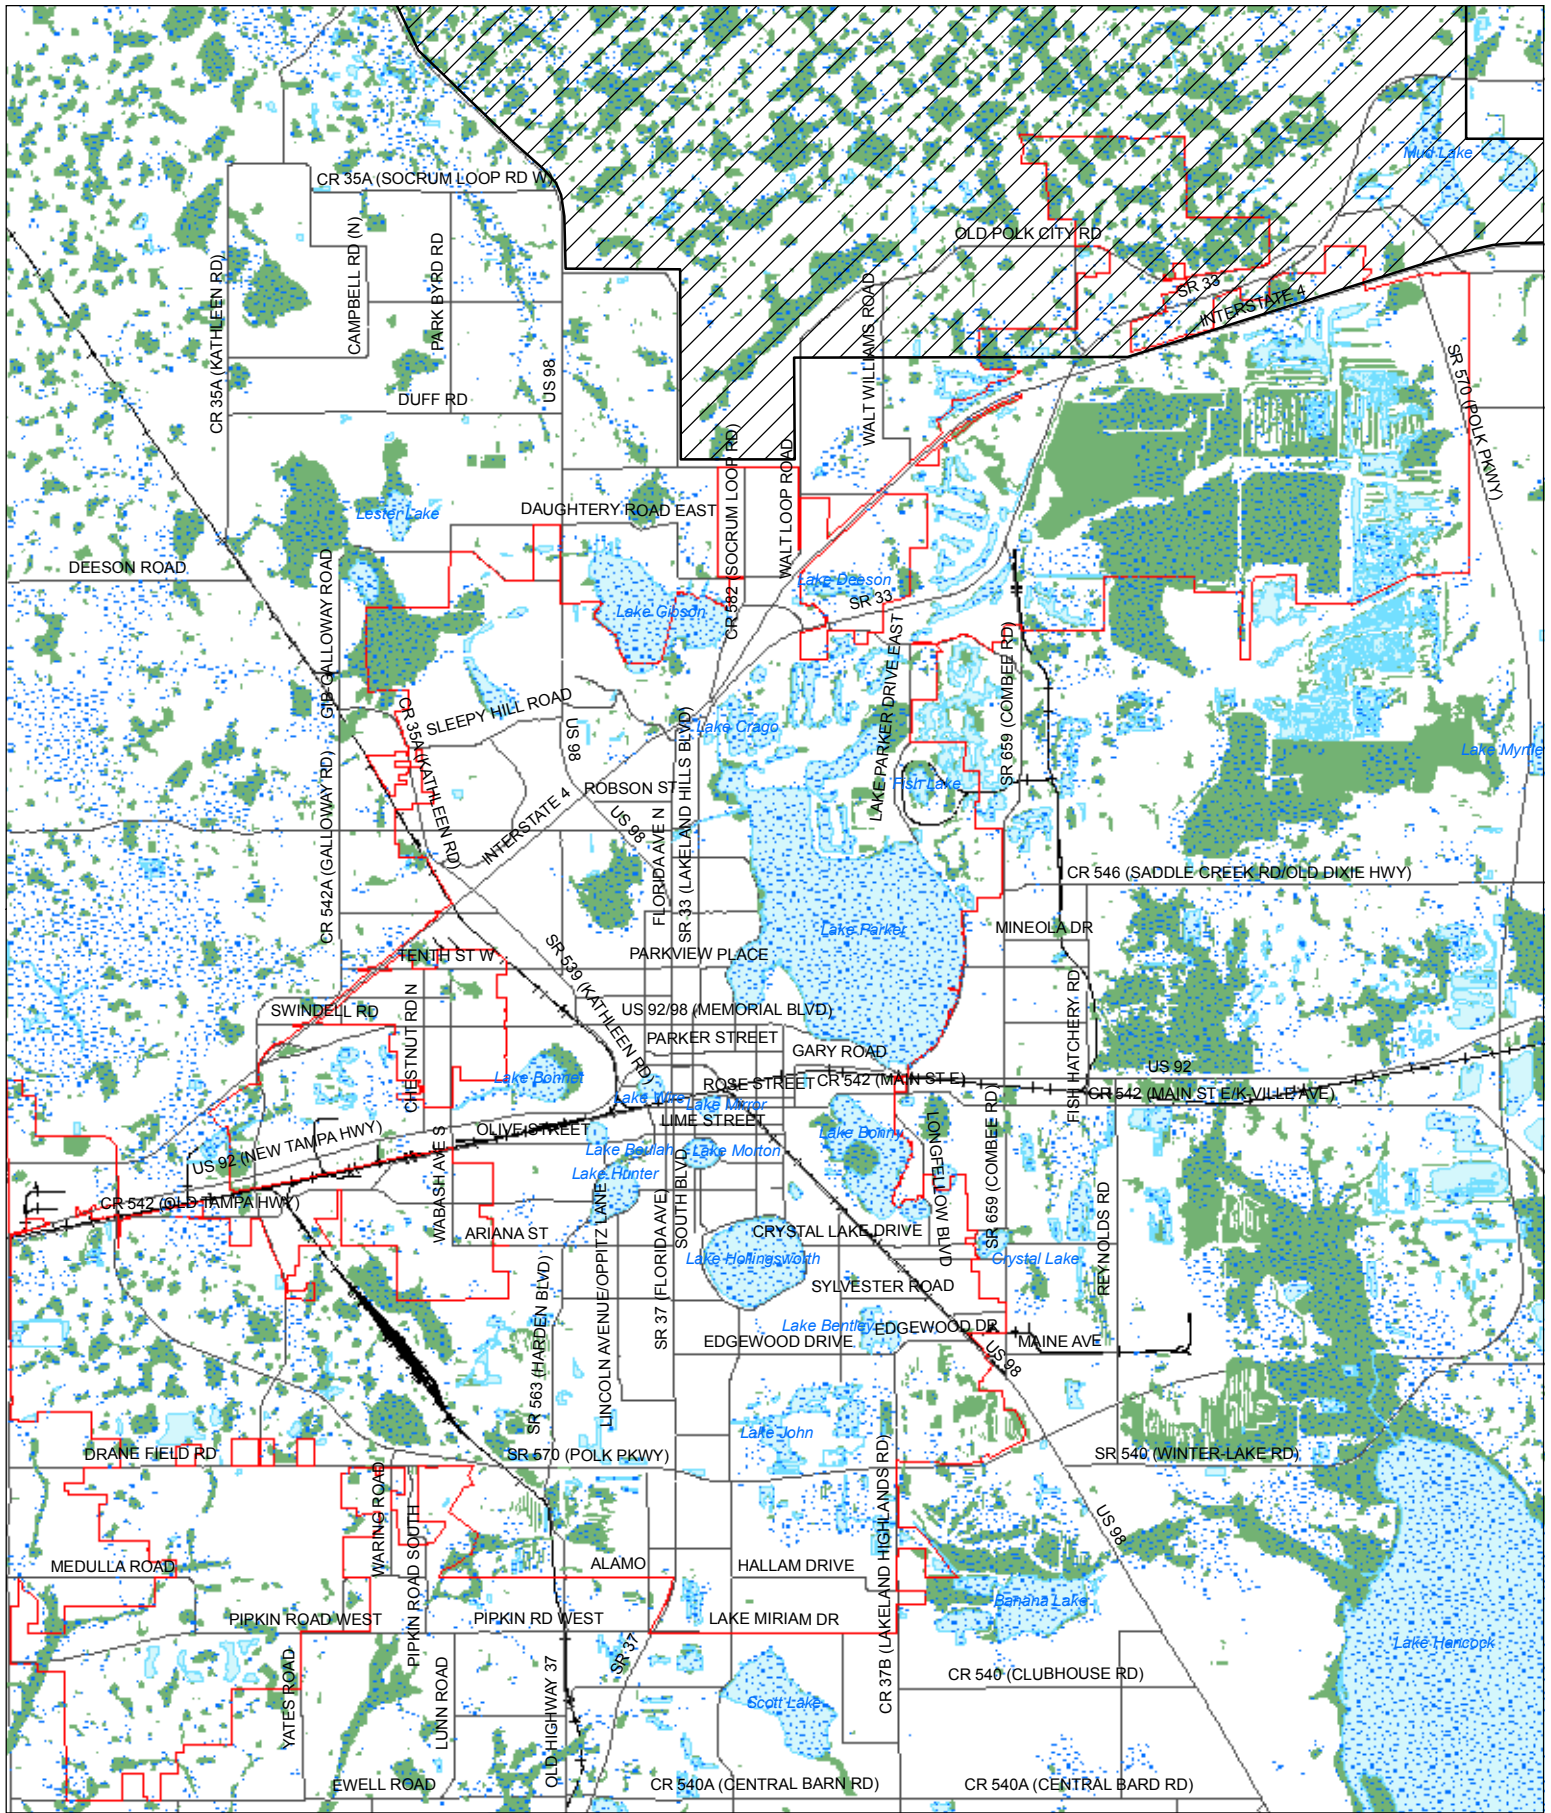 Mud Lake
CR 35A (SOCRUM LOOP RD W)
OLD POLK CITY RD
CAMPBELL RD (N)
PARK BYRD RD
CR 35A (KATHLEEN RD)
WALT WILLIAMS ROAD
SR 33
INTERSTATE 4
US 98
SR 570 (POLK PKWY)
DUFF RD
CR 582 (SOCRUM LOOP RD)
WALT LOOP ROAD
Lester Lake
DAUGHTERY ROAD EAST
DEESON ROAD
GIB-GALLOWAY ROAD
Lake Deeson
SR 33
Lake Gibson
LAKE PARKER DRIVE EAST
SR 659 (COMBEE RD)
SLEEPY HILL ROAD
CR 35A (KATHLEEN RD)
US 98
SR 33 (LAKELAND HILLS BLVD)
Lake Crago
Lake Myrtle
CR 542A (GALLOWAY RD)
ROBSON ST
Fish Lake
INTERSTATE 4
US 98
FLORIDA AVE N
CR 546 (SADDLE CREEK RD/OLD DIXIE HWY)
Lake Parker
MINEOLA DR
TENTH ST W
SR 539 (KATHLEEN RD)
PARKVIEW PLACE
FISH HATCHERY RD
CHESTNUT RD N
SWINDELL RD
US 92/98 (MEMORIAL BLVD)
PARKER STREET
GARY ROAD
US 92
Lake Bonnet
ROSE STREET
CR 542 (MAIN ST E)
CR 542 (MAIN ST E/K-VILLE AVE)
Lake Wire
Lake Mirror
LIME STREET
OLIVE STREET
Lake Bonny
LONGFELLOW BLVD
SR 659 (COMBEE RD)
US 92 (NEW TAMPA HWY)
WABASH AVE S
Lake Beulah
Lake Morton
Lake Hunter
SOUTH BLVD
REYNOLDS RD
CR 542 (OLD TAMPA HWY)
ARIANA ST
LINCOLN AVENUE/OPPITZ LANE
SR 37 (FLORIDA AVE)
CRYSTAL LAKE DRIVE
Lake Hollingsworth
Crystal Lake
SYLVESTER ROAD
SR 563 (HARDEN BLVD)
Lake Bentley
EDGEWOOD DR
EDGEWOOD DRIVE
MAINE AVE
US 98
Lake John
DRANE FIELD RD
SR 570 (POLK PKWY)
SR 540 (WINTER-LAKE RD)
WARING ROAD
PIPKIN ROAD SOUTH
CR 37B (LAKELAND HIGHLANDS RD)
US 98
MEDULLA ROAD
ALAMO
HALLAM DRIVE
Banana Lake
PIPKIN ROAD WEST
PIPKIN RD WEST
LAKE MIRIAM DR
Lake Hancock
SR 37
YATES ROAD
LUNN ROAD
OLD HIGHWAY 37
CR 540 (CLUBHOUSE RD)
Scott Lake
EWELL ROAD
CR 540A (CENTRAL BARN RD)
CR 540A (CENTRAL BARD RD)